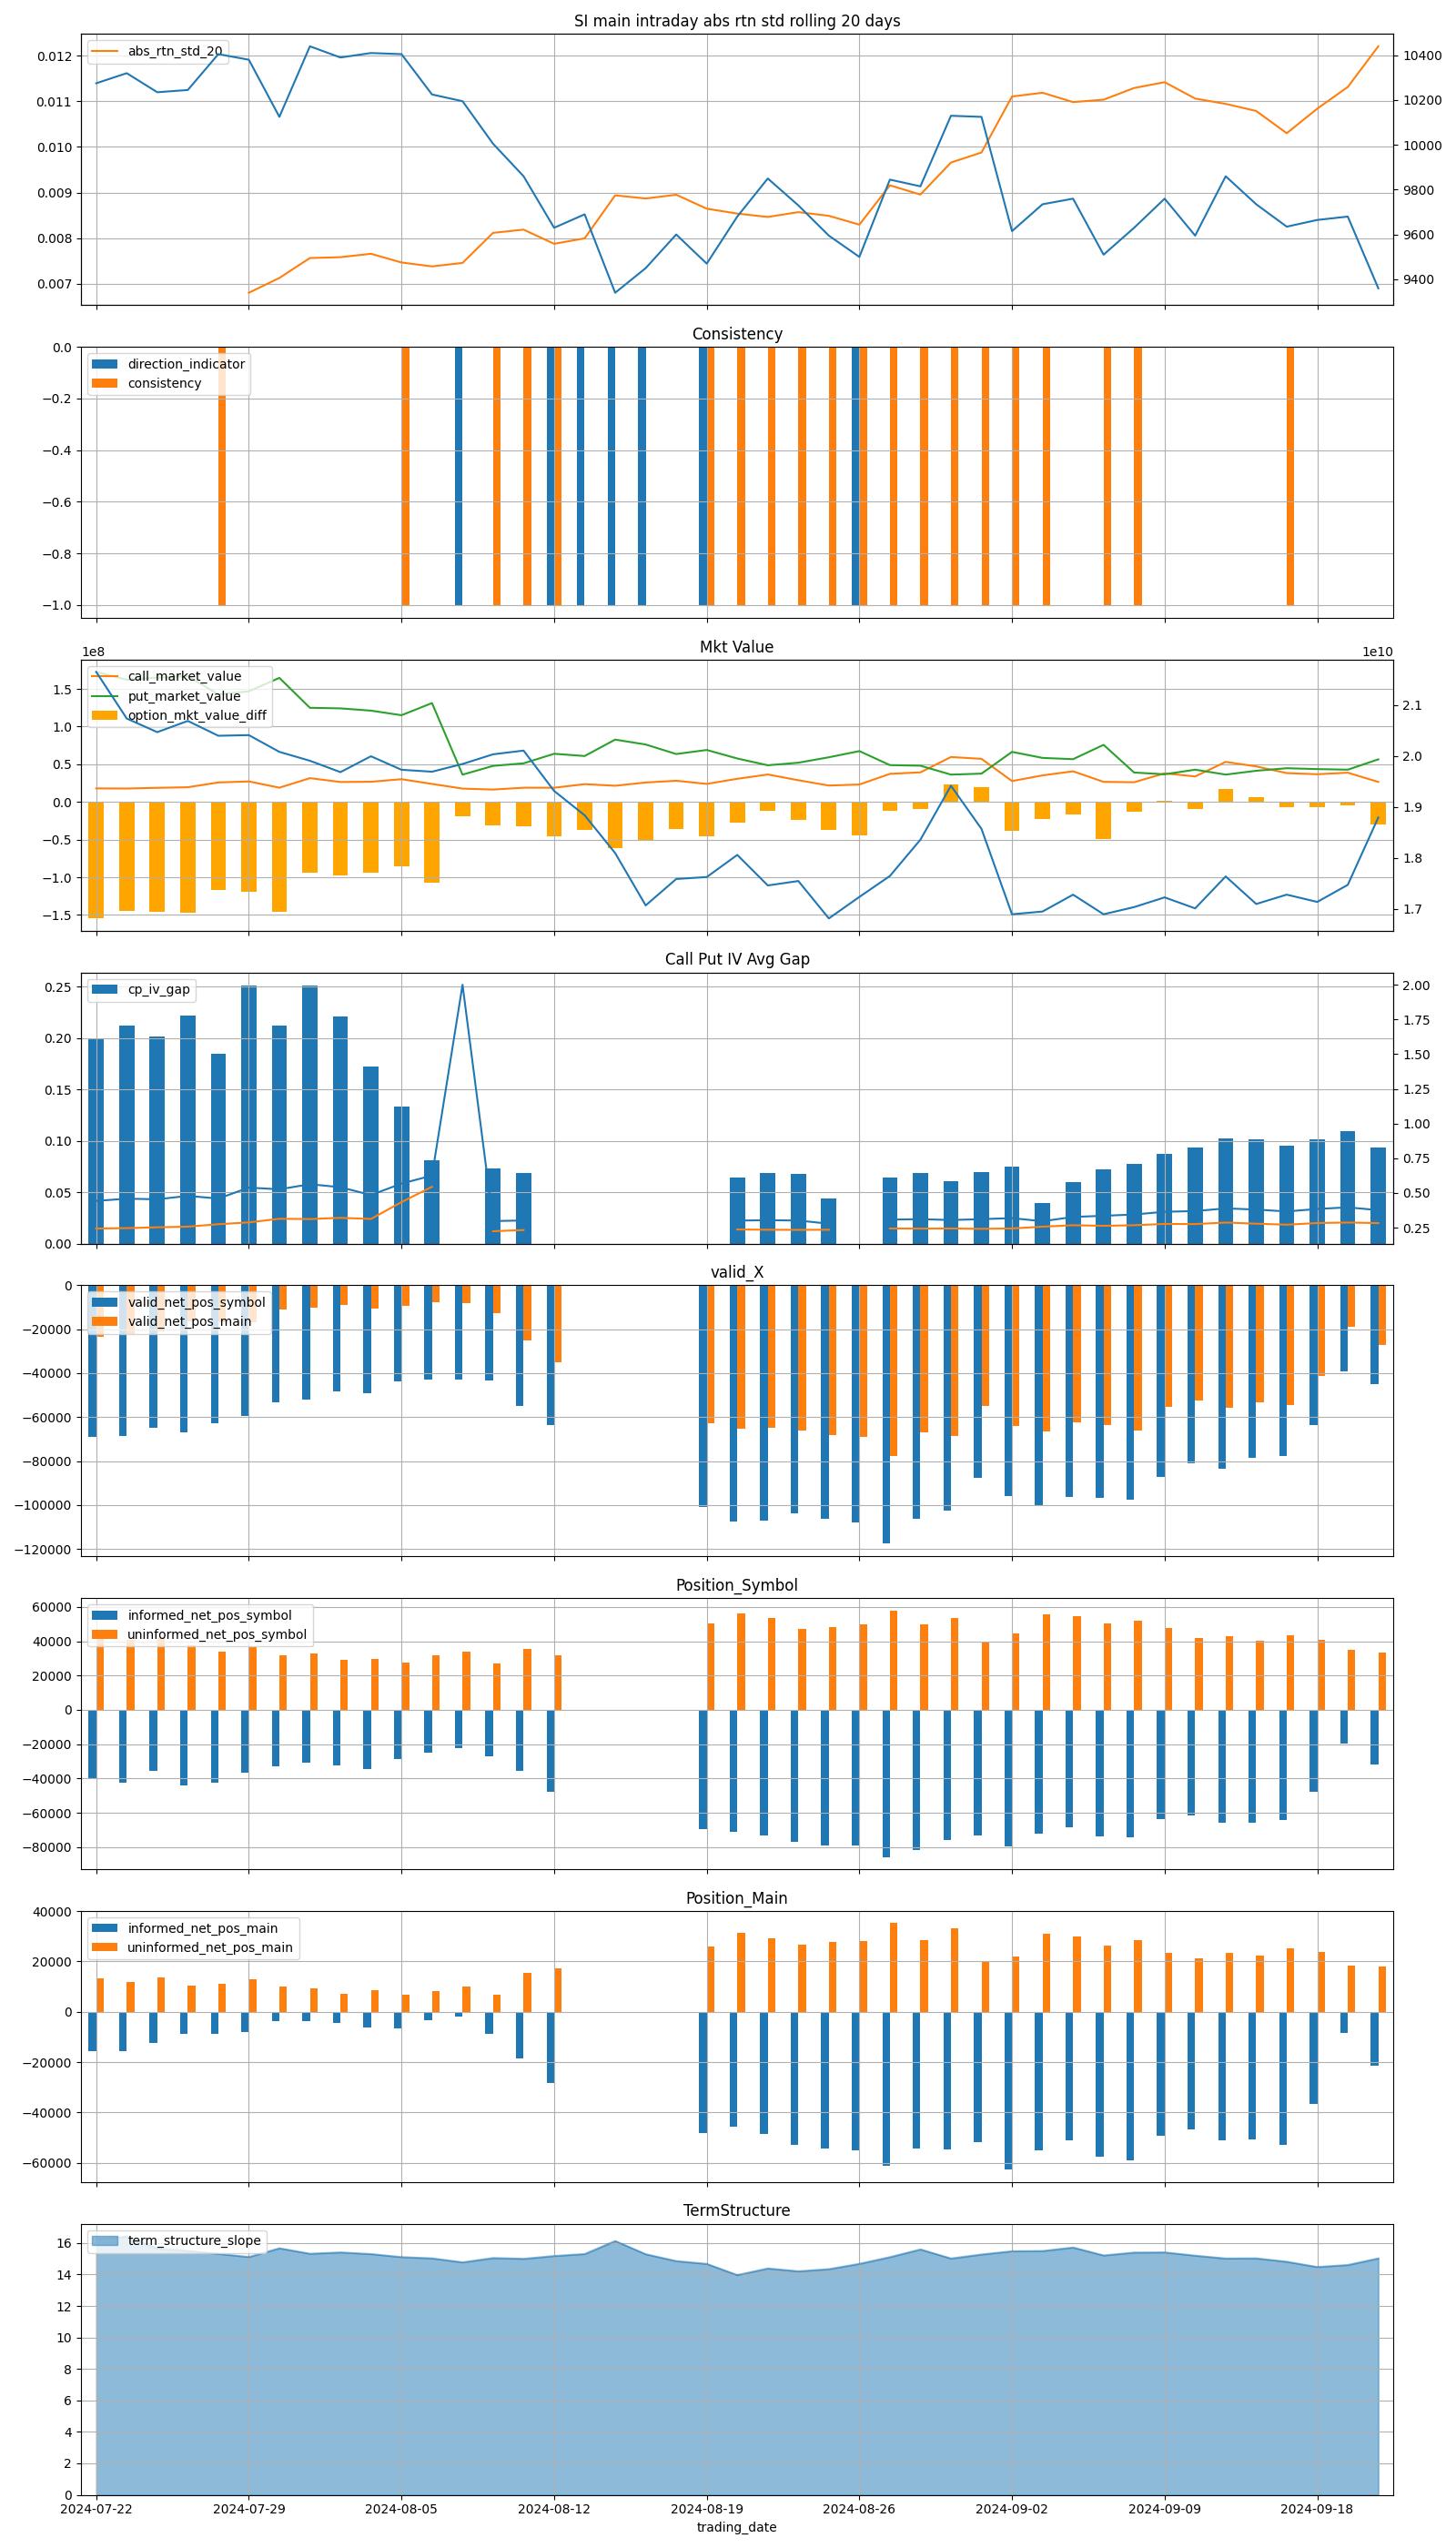 SI main intraday abs rtn std rolling 20 days
abs_rtn_std_20
0.012
0.011
0.010
0.009
0.008
0.007
10400
10200
10000
9800
9600
9400
Consistency
direction_indicator
consistency
0.0
−0.2
−0.4
−0.6
−0.8
−1.0
Mkt Value
1e8
1e10
call_market_value
put_market_value
option_mkt_value_diff
1.5
1.0
0.5
0.0
−0.5
−1.0
−1.5
2.1
2.0
1.9
1.8
1.7
Call Put IV Avg Gap
cp_iv_gap
0.25
0.20
0.15
0.10
0.05
0.00
2.00
1.75
1.50
1.25
1.00
0.75
0.50
0.25
valid_X
valid_net_pos_symbol
valid_net_pos_main
0
−20000
−40000
−60000
−80000
−100000
−120000
Position_Symbol
informed_net_pos_symbol
uninformed_net_pos_symbol
60000
40000
20000
0
−20000
−40000
−60000
−80000
Position_Main
informed_net_pos_main
uninformed_net_pos_main
40000
20000
0
−20000
−40000
−60000
TermStructure
term_structure_slope
16
14
12
10
8
6
4
2
0
2024-07-22 2024-07-29 2024-08-05 2024-08-12 2024-08-19 2024-08-26 2024-09-02 2024-09-09 2024-09-18
trading_date